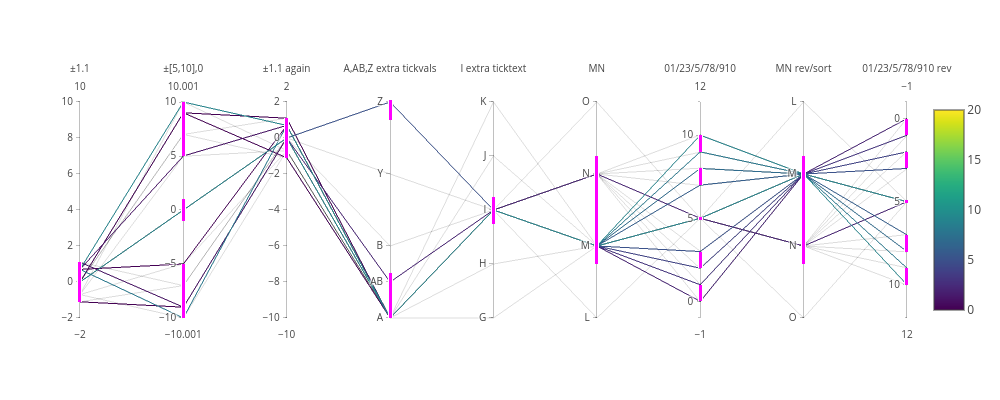 ±1.1 ±[5,10],0 ±1.1 again A,AB,Z extra tickvals I extra ticktext MN 01/23/5/78/910 MN rev/sort 01/23/5/78/910 rev
10 10.001 2 12 −1
10 10 2 Z K O L
0
10
8 0 N
5 J
6 −2 Y M
4 −4 I
0 5 5
2 −6 B M N
−5 H
0 −8 AB
10
0
−2 −10 −10 A G L O
−2 −10.001 −10 −1 12
20
15
10
5
0